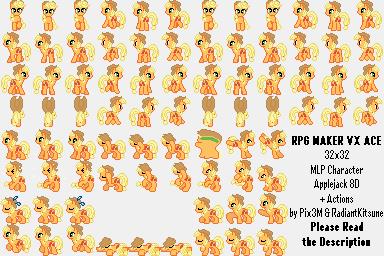 RPG MAKER VX ACE
32x32
MLP Character
Applejack 8D
+ Actions
by Pix3M & RadiantKitsune
Please Read
the Description